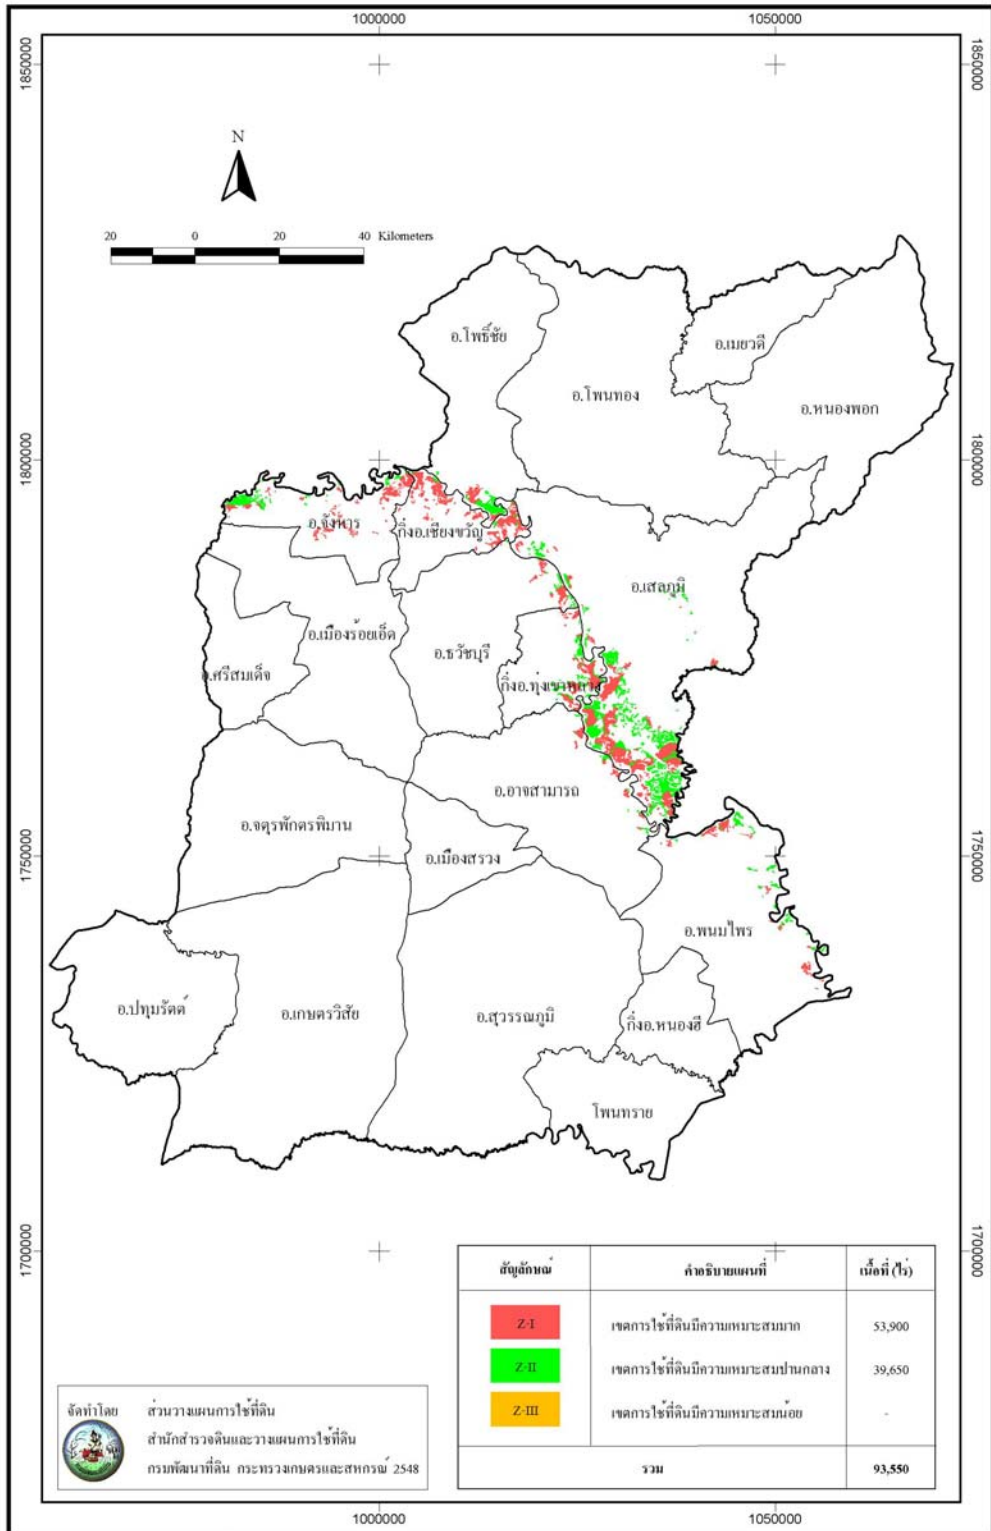 1000000
1050000
1850000
1850000
N
20
0
20
40 Kilometers
อ.โพธิ์ชัย
อ.เมยวดี
อ.โพนทอง
อ.หนองพอก
1800000
1800000
อ.จังหาร
กิ่งอ.เชียงขวัญ
อ.เสลภูมิ
อ.เมืองร้อยเอ็ด
อ.ธวัชบุรี
อ.ศรีสมเด็จ
กิ่งอ.ทุ่งเขาหลวง
อ.อาจสามารถ
อ.จตุรพักตรพิมาน
อ.เมืองสรวง
1750000
1750000
อ.พนมไพร
อ.ปทุมรัตต์
อ.เกษตรวิสัย
อ.สุวรรณภูมิ
กิ่งอ.หนองฮี
โพนทราย
1700000
1700000
สัญลักษณ์
คำอธิบายแผนที่
เนื้อที่ (ไร่)
Z-I
เขตการใช้ที่ดินมีความเหมาะสมมาก
53,900
Z-II
เขตการใช้ที่ดินมีความเหมาะสมปานกลาง
39,650
Z-III
เขตการใช้ที่ดินมีความเหมาะสมน้อย
-
รวม
93,550
จัดทำโดย
ส่วนวางแผนการใช้ที่ดิน
สำนักสำรวจดินและวางแผนการใช้ที่ดิน
กรมพัฒนาที่ดิน กระทรวงเกษตรและสหกรณ์ 2548
1000000
1050000